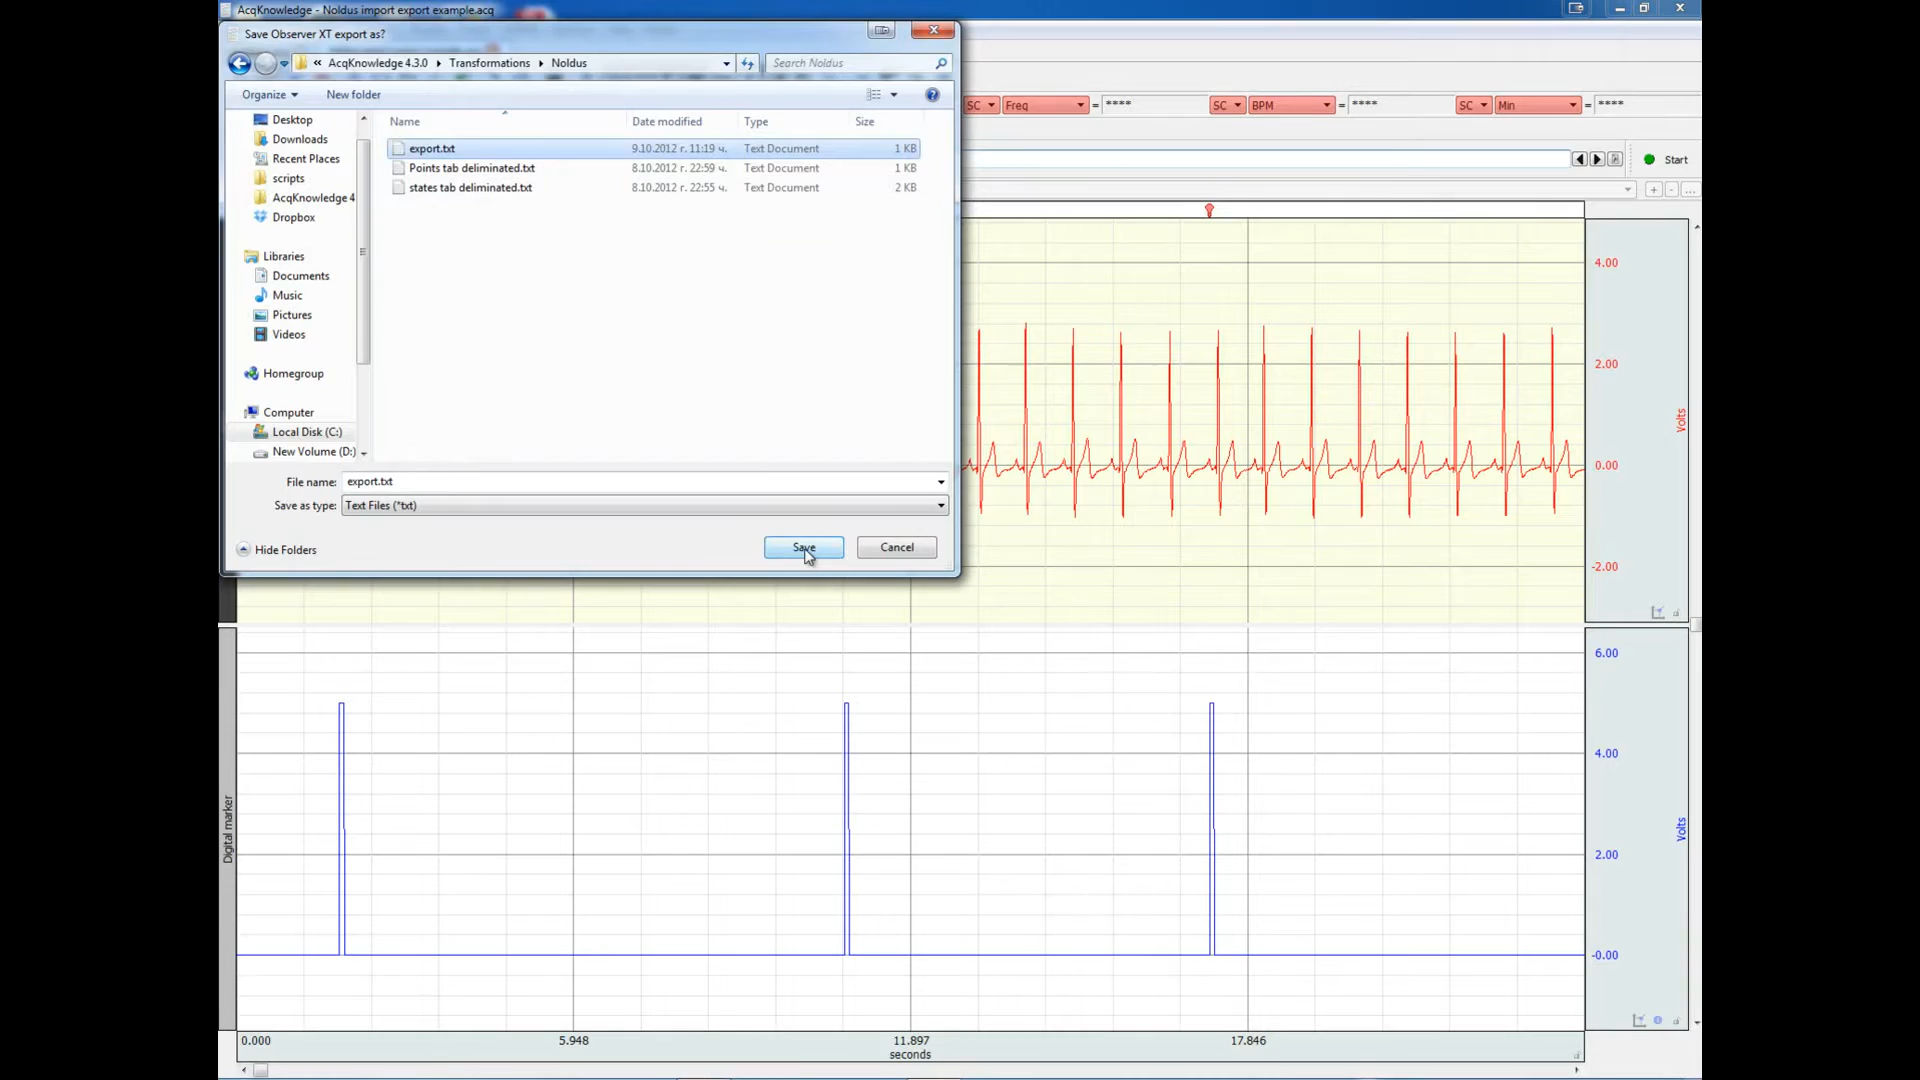 AcqKnowledge - Noldus import export example.acq
Save Observer XT export as?
« AcqKnowledge 4.3.0 Transformations Noldus
Search Noldus
Organize New folder
SC Freq = **** SC BPM = **** SC Min = ****
Name Date modified Type Size
Desktop
Downloads
Recent Places
scripts
AcqKnowledge 4
Dropbox
Libraries
Documents
Music
Pictures
Videos
Homegroup
Computer
Local Disk (C:)
New Volume (D:)
export.txt 9.10.2012 г. 11:19 ч. Text Document 1 KB
Points tab deliminated.txt 8.10.2012 г. 22:59 ч. Text Document 1 KB
states tab deliminated.txt 8.10.2012 г. 22:55 ч. Text Document 2 KB
Start
File name: export.txt
Save as type: Text Files (*txt)
Hide Folders
Save Cancel
4.00
2.00
0.00
-2.00
Volts
6.00
4.00
2.00
-0.00
Volts
Digital marker
0.000 5.948 11.897 17.846
seconds